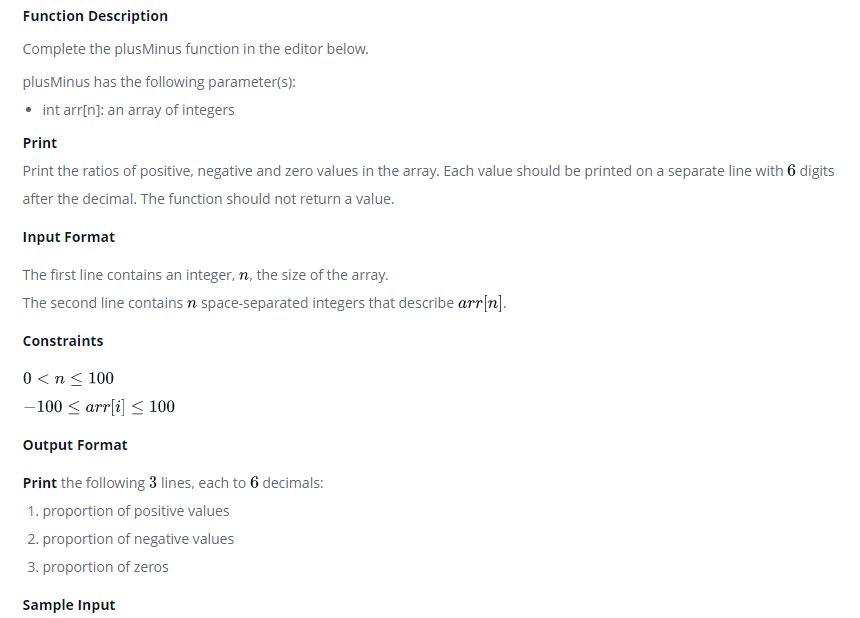 Function Description
Complete the plusMinus function in the editor below.
plusMinus has the following parameter(s):
• int arr[n]: an array of integers
Print
Print the ratios of positive, negative and zero values in the array. Each value should be printed on a separate line with 6 digits
after the decimal. The function should not return a value.
Input Format
The first line contains an integer, n, the size of the array.
The second line contains n space-separated integers that describe arr[n].
Constraints
0 < n ≤ 100
−100 ≤ arr[i] ≤ 100
Output Format
Print the following 3 lines, each to 6 decimals:
1. proportion of positive values
2. proportion of negative values
3. proportion of zeros
Sample Input